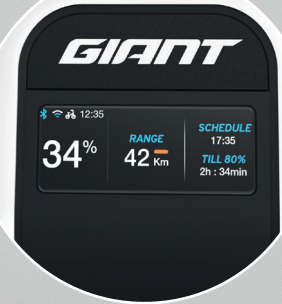 GIANT
12:35
34%
RANGE
42 Km
SCHEDULE
17:35
TILL 80%
2h : 34min